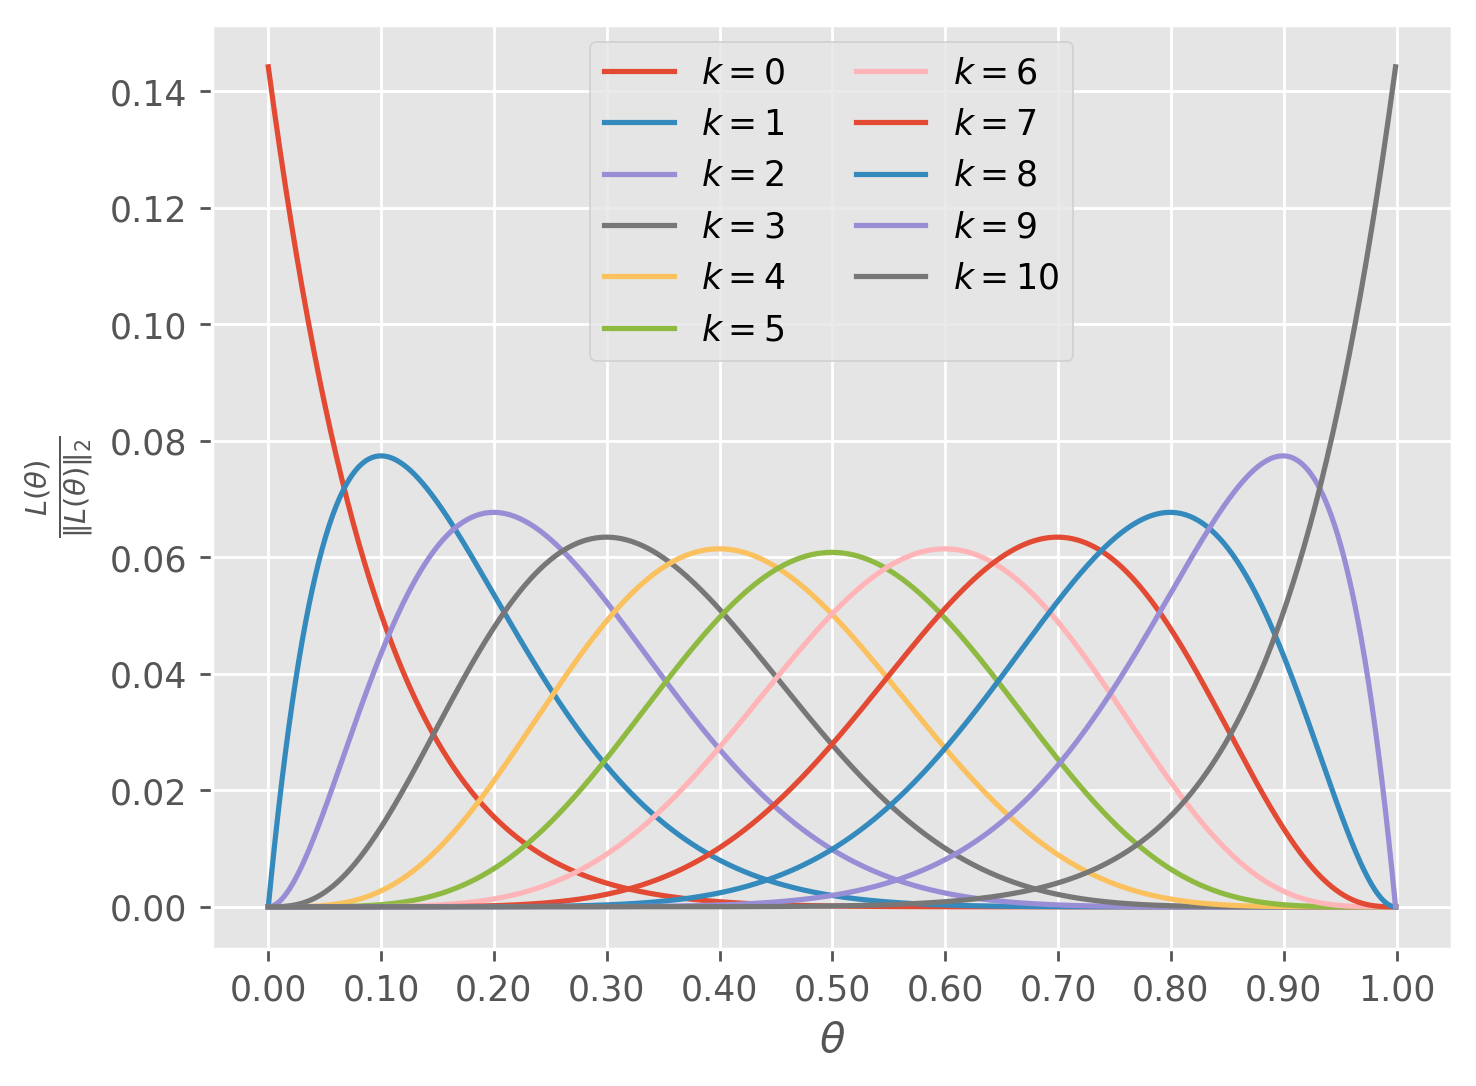 0.14
0.12
0.10
0.08
0.06
0.04
0.02
0.00
L(θ)
‖L(θ)‖₂
k = 0
k = 1
k = 2
k = 3
k = 4
k = 5
k = 6
k = 7
k = 8
k = 9
k = 10
0.00 0.10 0.20 0.30 0.40 0.50 0.60 0.70 0.80 0.90 1.00
θ